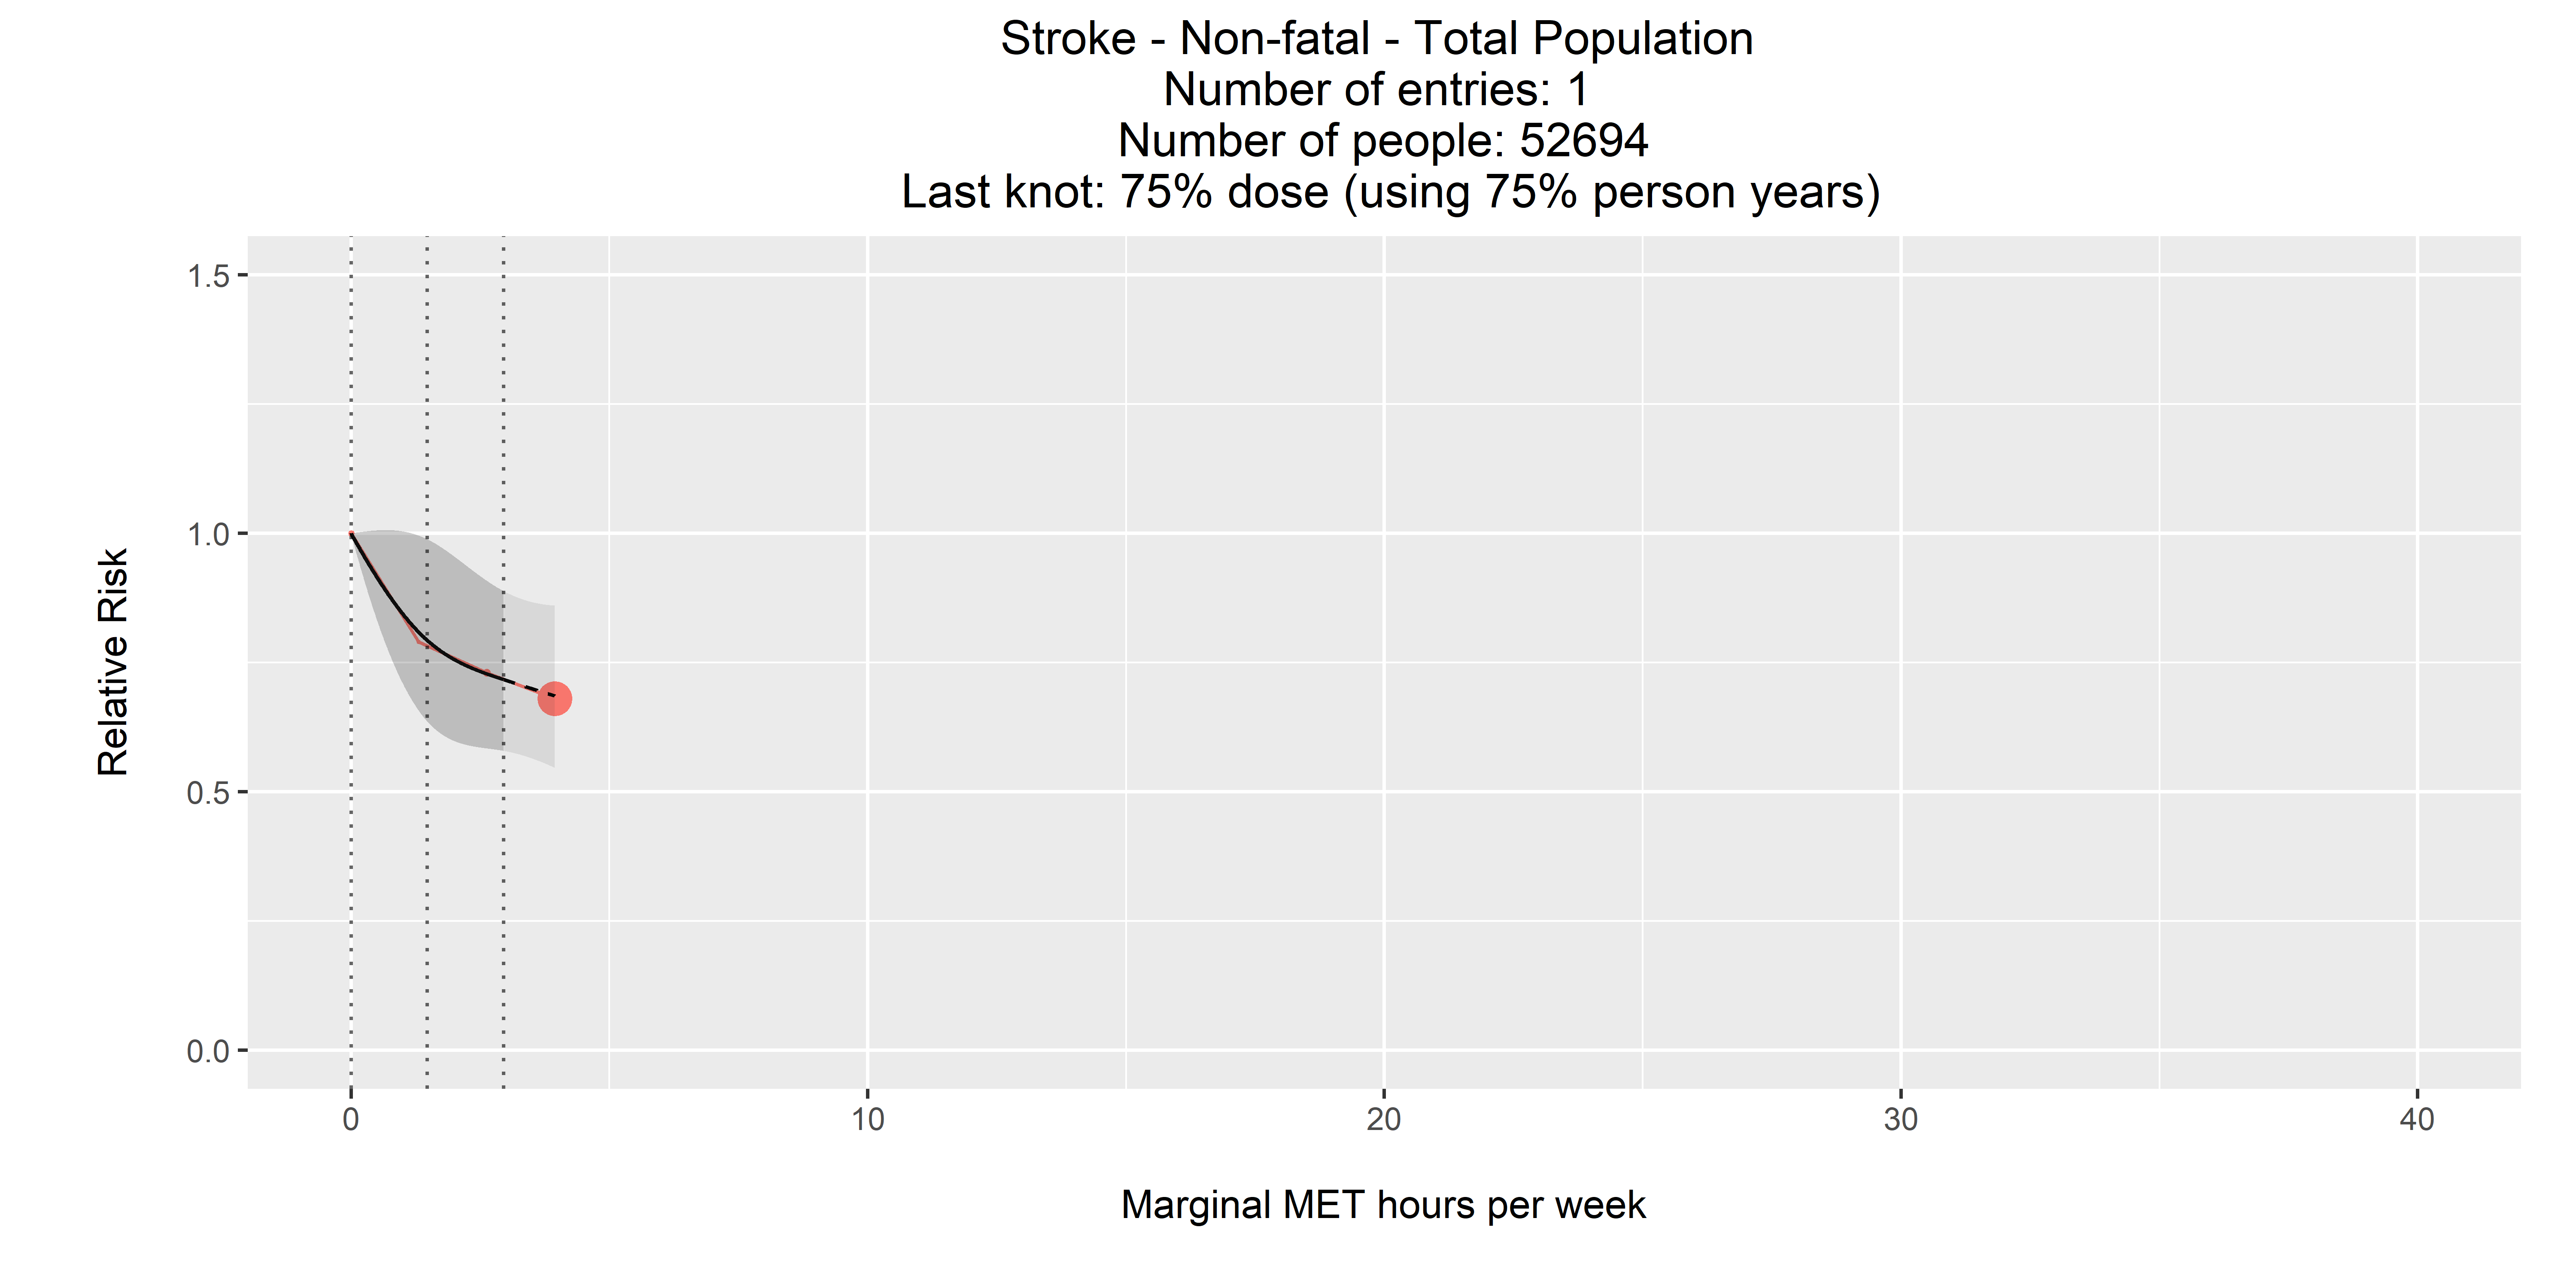 Stroke - Non-fatal - Total Population
Number of entries: 1
Number of people: 52694
Last knot: 75% dose (using 75% person years)
1.5
1.0
0.5
0.0
Relative Risk
0 10 20 30 40
Marginal MET hours per week